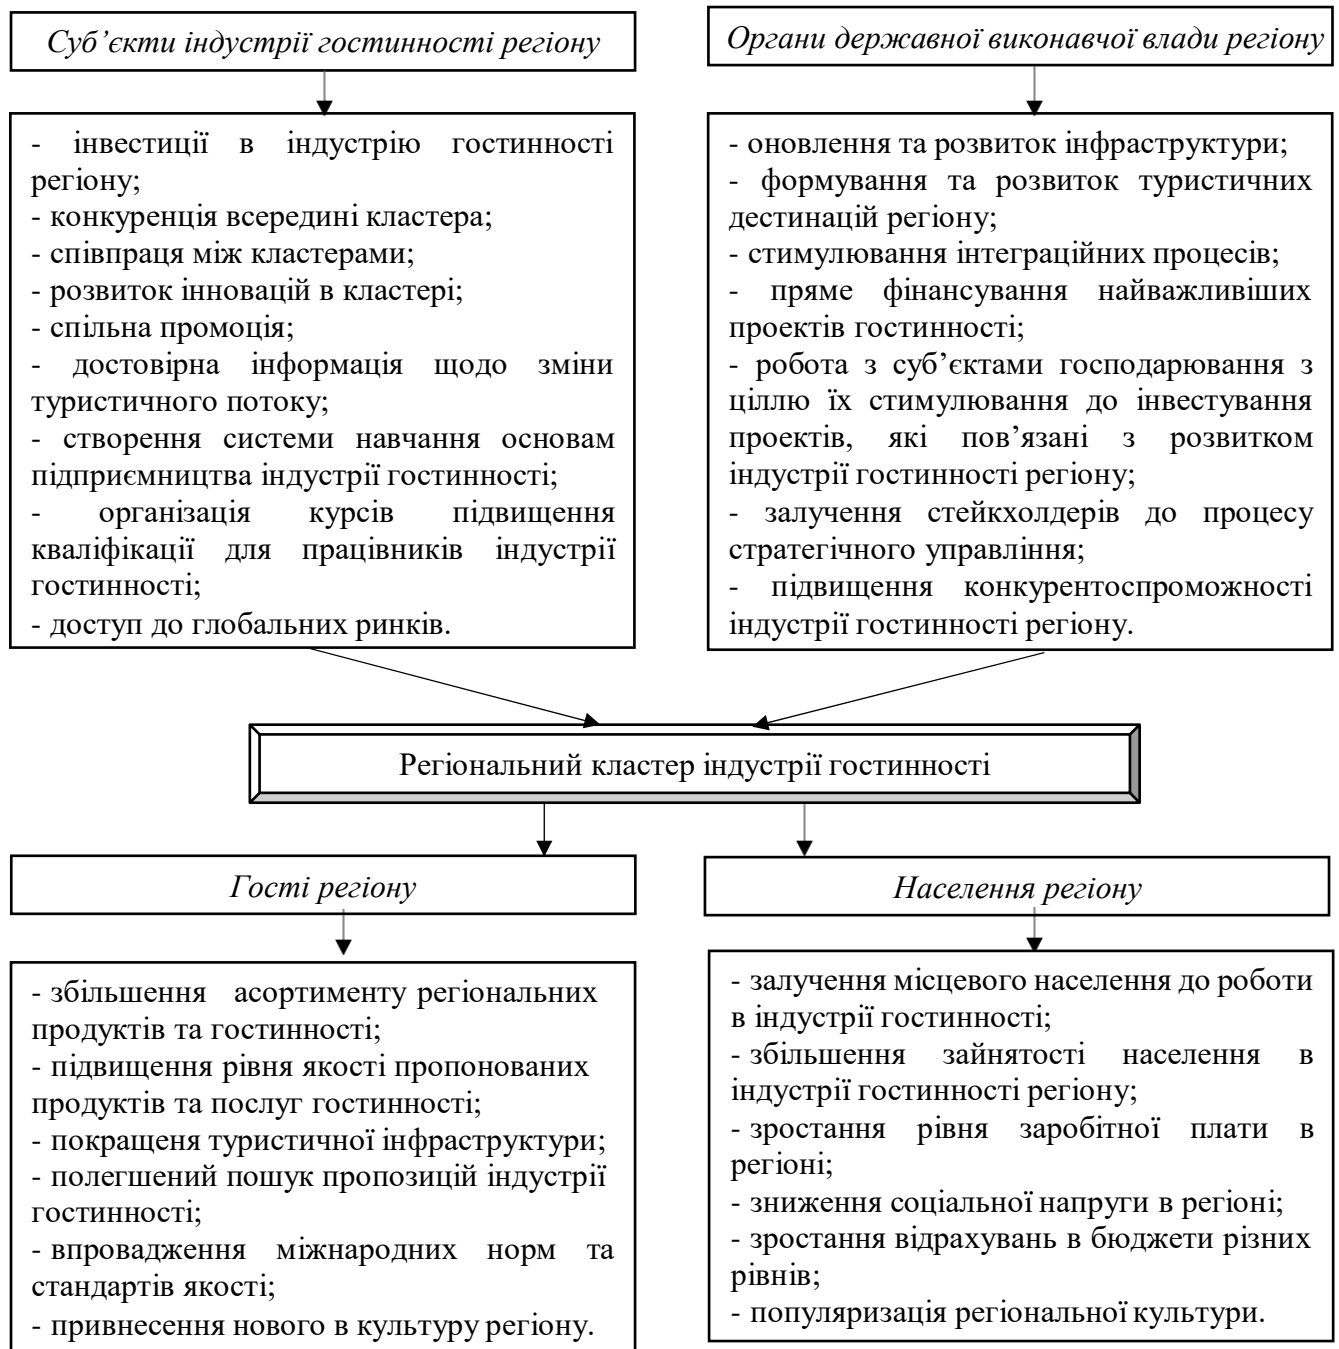 Суб’єкти індустрії гостинності регіону
- інвестиції в індустрію гостинності
регіону;
- конкуренція всередині кластера;
- співпраця між кластерами;
- розвиток інновацій в кластері;
- спільна промоція;
- достовірна інформація щодо зміни
туристичного потоку;
- створення системи навчання основам
підприємництва індустрії гостинності;
- організація курсів підвищення
кваліфікації для працівників індустрії
гостинності;
- доступ до глобальних ринків.
Органи державної виконавчої влади регіону
- оновлення та розвиток інфраструктури;
- формування та розвиток туристичних
дестинацій регіону;
- стимулювання інтеграційних процесів;
- пряме фінансування найважливіших
проектів гостинності;
- робота з суб’єктами господарювання з
ціллю їх стимулювання до інвестування
проектів, які пов’язані з розвитком
індустрії гостинності регіону;
- залучення стейкхолдерів до процесу
стратегічного управління;
- підвищення конкурентоспроможності
індустрії гостинності регіону.
Регіональний кластер індустрії гостинності
Гості регіону
- збільшення асортименту регіональних
продуктів та гостинності;
- підвищення рівня якості пропонованих
продуктів та послуг гостинності;
- покращеня туристичної інфраструктури;
- полегшений пошук пропозицій індустрії
гостинності;
- впровадження міжнародних норм та
стандартів якості;
- привнесення нового в культуру регіону.
Населення регіону
- залучення місцевого населення до роботи
в індустрії гостинності;
- збільшення зайнятості населення в
індустрії гостинності регіону;
- зростання рівня заробітної плати в
регіоні;
- зниження соціальної напруги в регіоні;
- зростання відрахувань в бюджети різних
рівнів;
- популяризація регіональної культури.